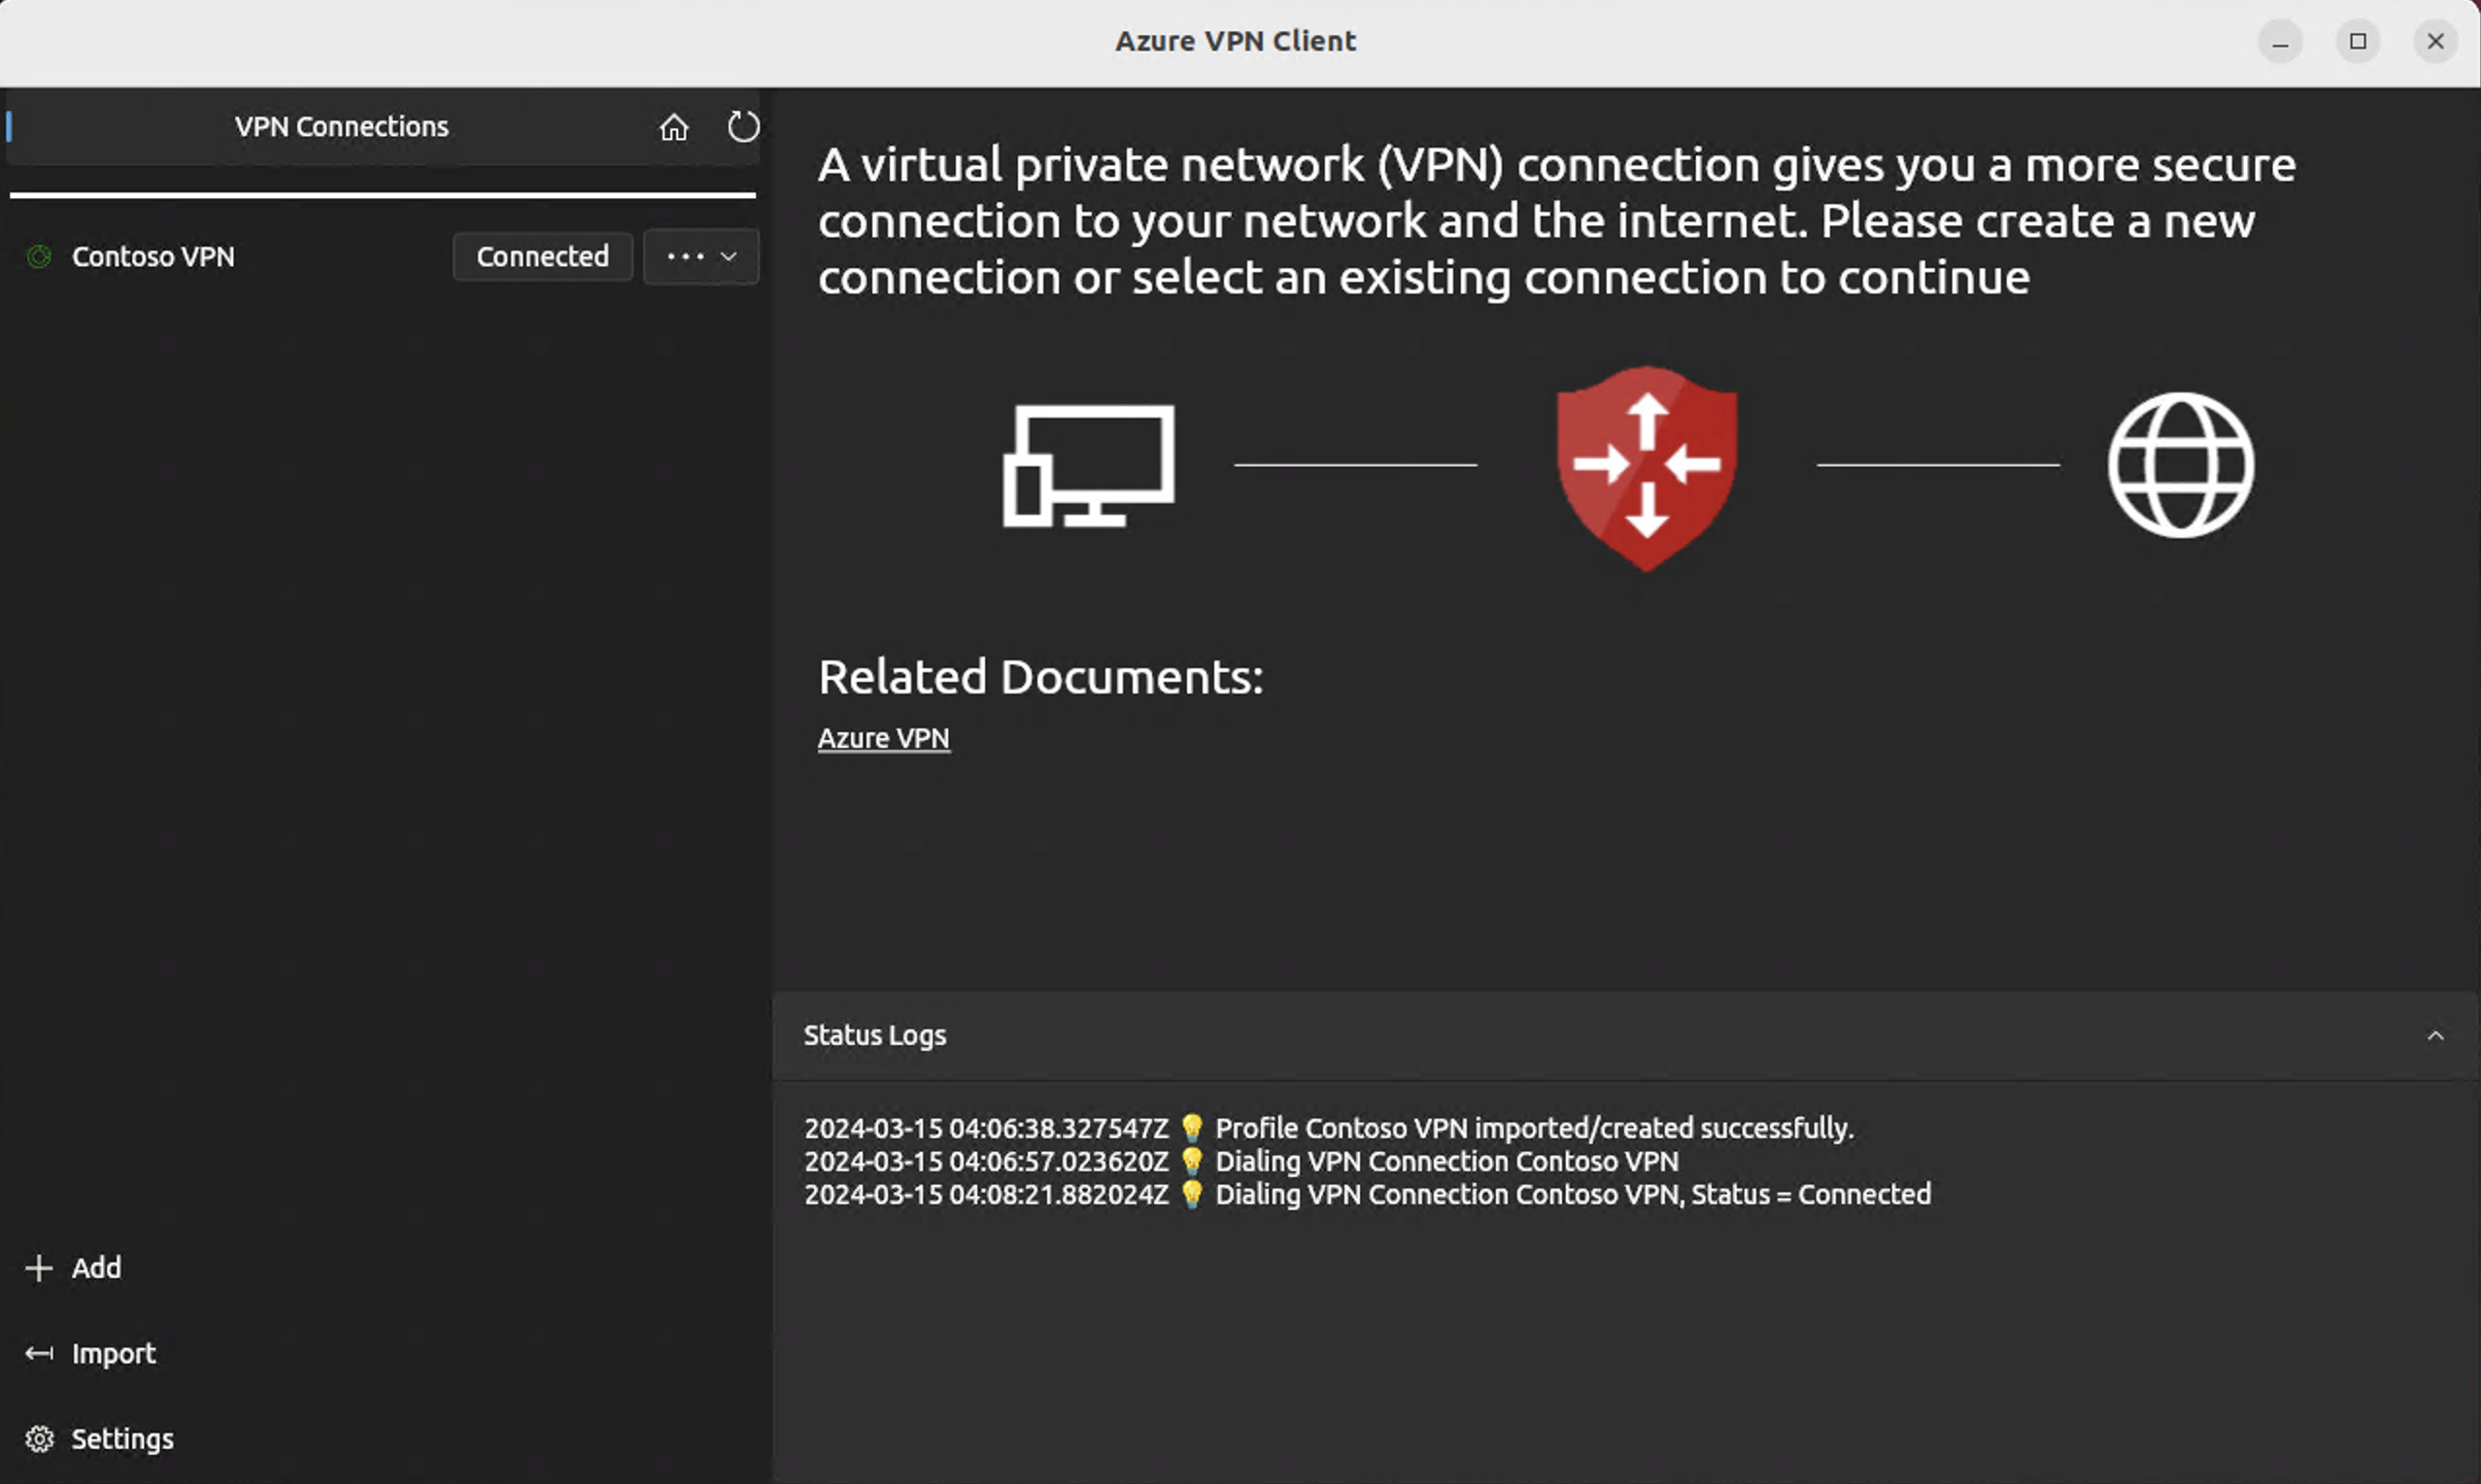 Azure VPN Client
VPN Connections
Contoso VPN
Connected
A virtual private network (VPN) connection gives you a more secure
connection to your network and the internet. Please create a new
connection or select an existing connection to continue
Related Documents:
Azure VPN
Status Logs
2024-03-15 04:06:38.327547Z 💡 Profile Contoso VPN imported/created successfully.
2024-03-15 04:06:57.023620Z 💡 Dialing VPN Connection Contoso VPN
2024-03-15 04:08:21.882024Z 💡 Dialing VPN Connection Contoso VPN, Status = Connected
Add
Import
Settings